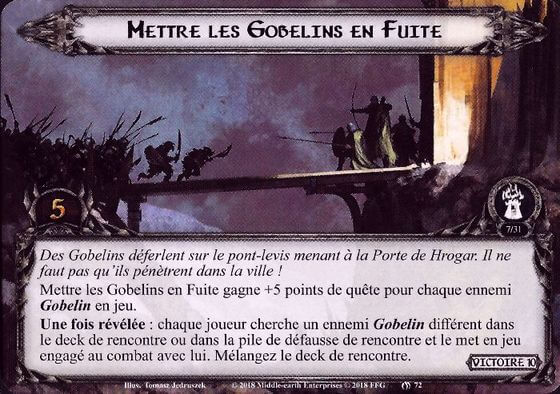 Mettre les Gobelins en Fuite
5
7/31
Des Gobelins déferlent sur le pont-levis menant à la Porte de Hrogar. Il ne
faut pas qu'ils pénètrent dans la ville !
Mettre les Gobelins en Fuite gagne +5 points de quête pour chaque ennemi
Gobelin en jeu.
Une fois révélée : chaque joueur cherche un ennemi Gobelin différent dans
le deck de rencontre ou dans la pile de défausse de rencontre et le met en jeu
engagé au combat avec lui. Mélangez le deck de rencontre.
VICTOIRE 10
Illus. Tomasz Jedruszek © 2018 Middle-earth Enterprises © 2018 FFG 72